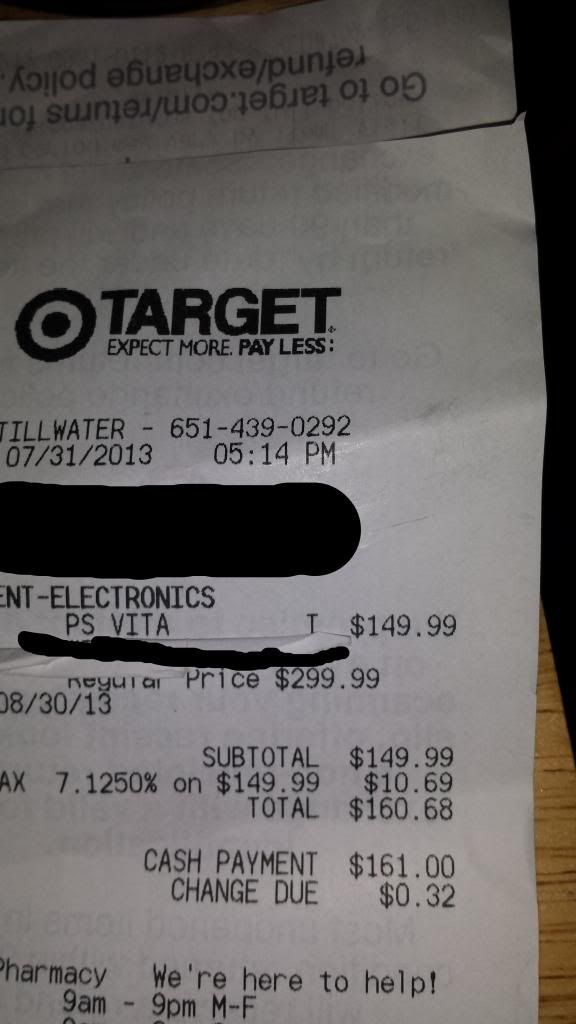 Go to target.com/returns for
refund/exchange policy.
TARGET
EXPECT MORE. PAY LESS:
TILLWATER - 651-439-0292
07/31/2013 05:14 PM
ENT-ELECTRONICS
PS VITA T $149.99
Regular Price $299.99
08/30/13
SUBTOTAL $149.99
AX 7.1250% on $149.99 $10.69
TOTAL $160.68
CASH PAYMENT $161.00
CHANGE DUE $0.32
Pharmacy We're here to help!
9am - 9pm M-F